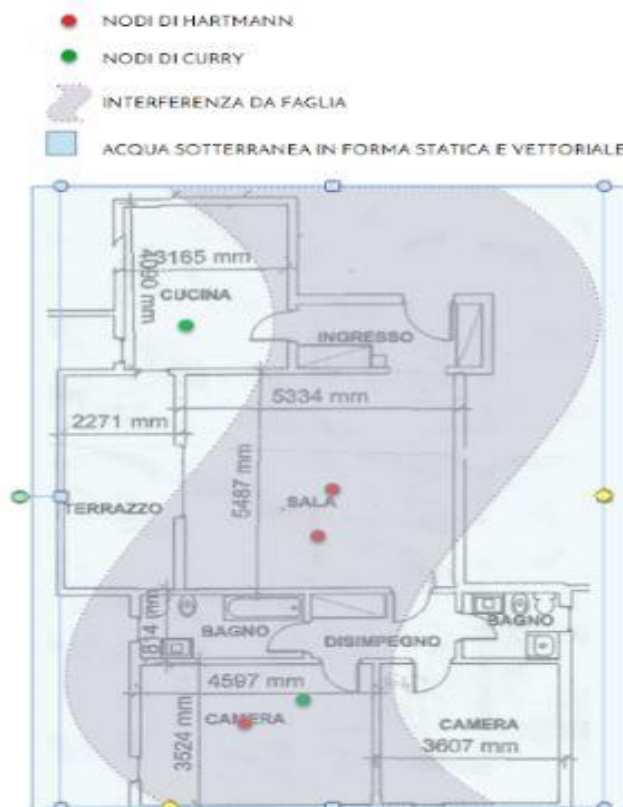 NODI DI HARTMANN
NODI DI CURRY
INTERFERENZA DA FAGLIA
ACQUA SOTTERRANEA IN FORMA STATICA E VETTORIALE
3165 mm
4090 mm
CUCINA
INGRESSO
5334 mm
2271 mm
5487 mm
SALA
TERRAZZO
1814 mm
BAGNO
DISIMPEGNO
BAGNO
4597 mm
CAMERA
3524 mm
CAMERA
3607 mm